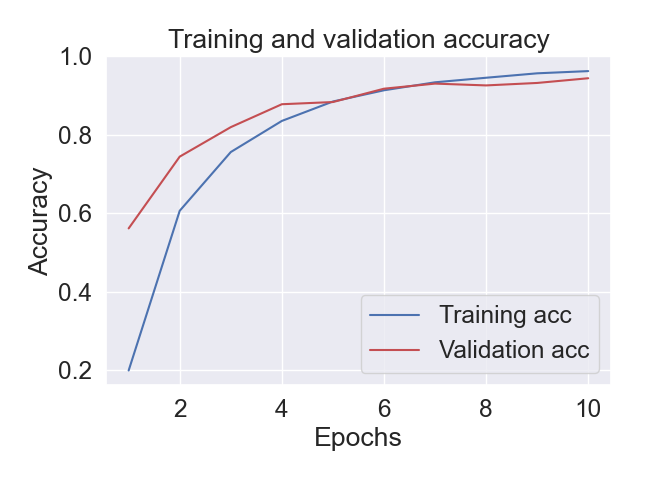 Training and validation accuracy
1.0
0.8
0.6
0.4
0.2
Accuracy
Training acc
Validation acc
2 4 6 8 10
Epochs